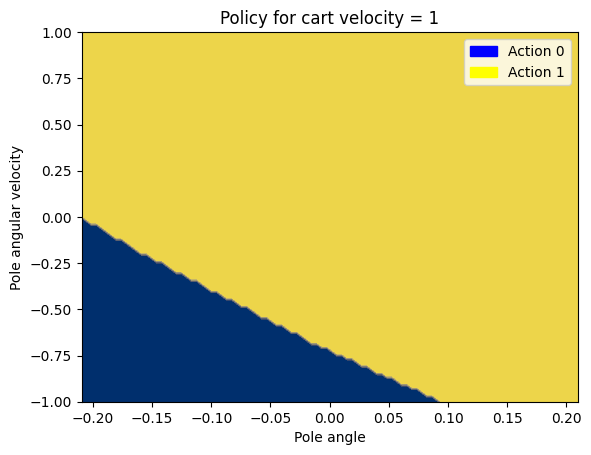 Policy for cart velocity = 1
Action 0
Action 1
Pole angular velocity
1.00
0.75
0.50
0.25
0.00
−0.25
−0.50
−0.75
−1.00
−0.20 −0.15 −0.10 −0.05 0.00 0.05 0.10 0.15 0.20
Pole angle